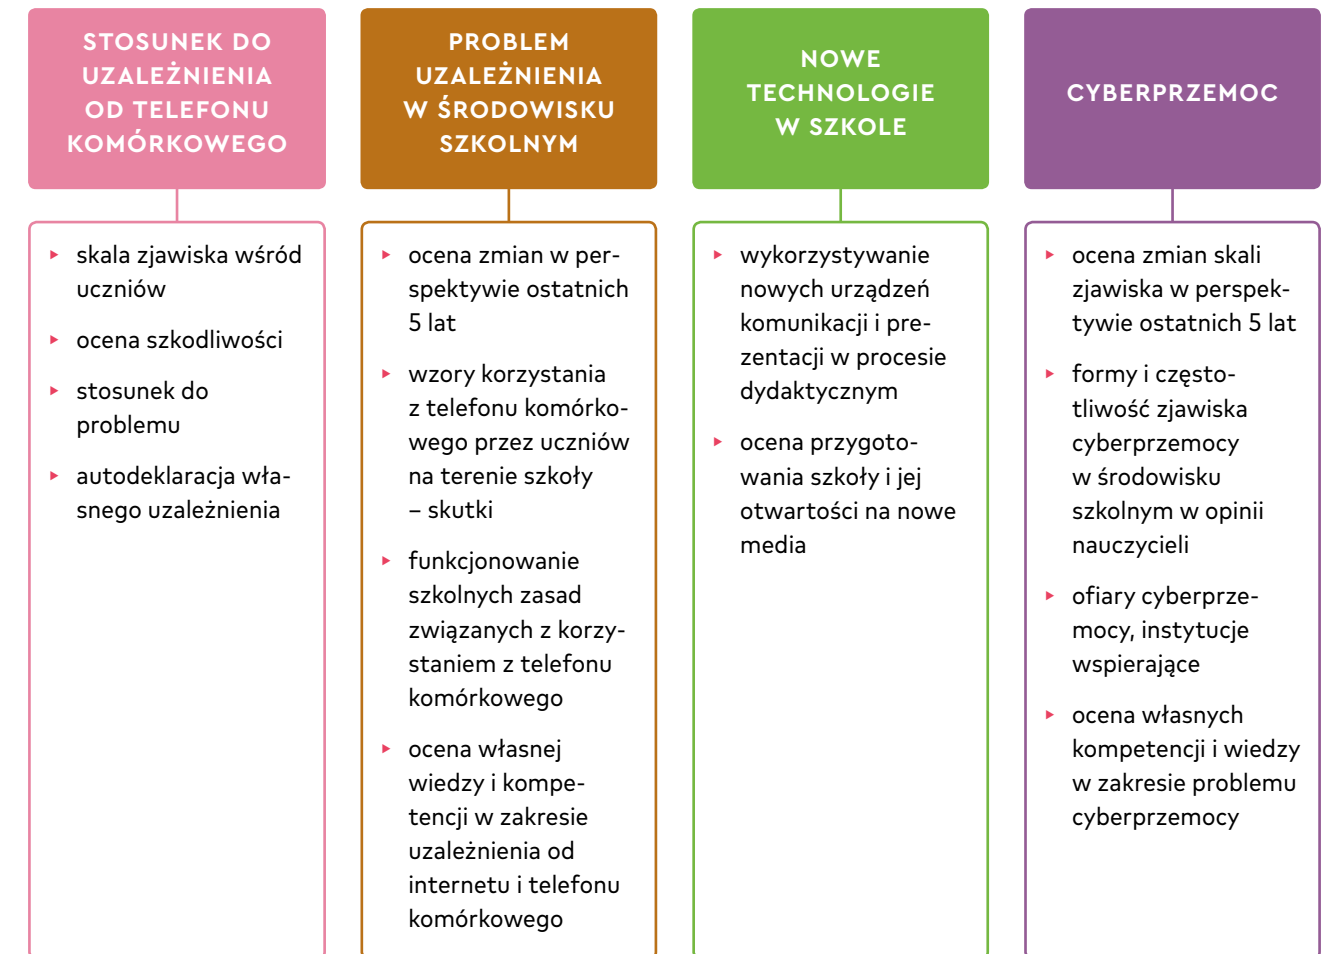 STOSUNEK DO
UZALEŻNIENIA
OD TELEFONU
KOMÓRKOWEGO
skala zjawiska wśród
uczniów
ocena szkodliwości
stosunek do
problemu
autodeklaracja wła-
snego uzależnienia
PROBLEM
UZALEŻNIENIA
W ŚRODOWISKU
SZKOLNYM
ocena zmian w per-
spektywie ostatnich
5 lat
wzory korzystania
z telefonu komórko-
wego przez uczniów
na terenie szkoły
– skutki
funkcjonowanie
szkolnych zasad
związanych z korzy-
staniem z telefonu
komórkowego
ocena własnej
wiedzy i kompe-
tencji w zakresie
uzależnienia od
internetu i telefonu
komórkowego
NOWE
TECHNOLOGIE
W SZKOLE
wykorzystywanie
nowych urządzeń
komunikacji i pre-
zentacji w procesie
dydaktycznym
ocena przygoto-
wania szkoły i jej
otwartości na nowe
media
CYBERPRZEMOC
ocena zmian skali
zjawiska w perspek-
tywie ostatnich 5 lat
formy i często-
tliwość zjawiska
cyberprzemocy
w środowisku
szkolnym w opinii
nauczycieli
ofiary cyberprze-
mocy, instytucje
wspierające
ocena własnych
kompetencji i wiedzy
w zakresie problemu
cyberprzemocy